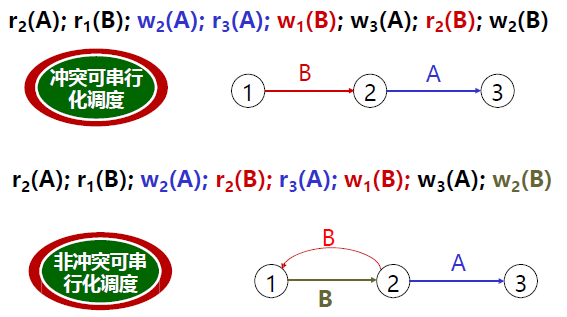 r₂(A); r₁(B); w₂(A); r₃(A); w₁(B); w₃(A); r₂(B); w₂(B)
冲突可串行
化调度
B
A
1
2
3
r₂(A); r₁(B); w₂(A); r₂(B); r₃(A); w₁(B); w₃(A); w₂(B)
非冲突可串
行化调度
B
A
1
2
3
B